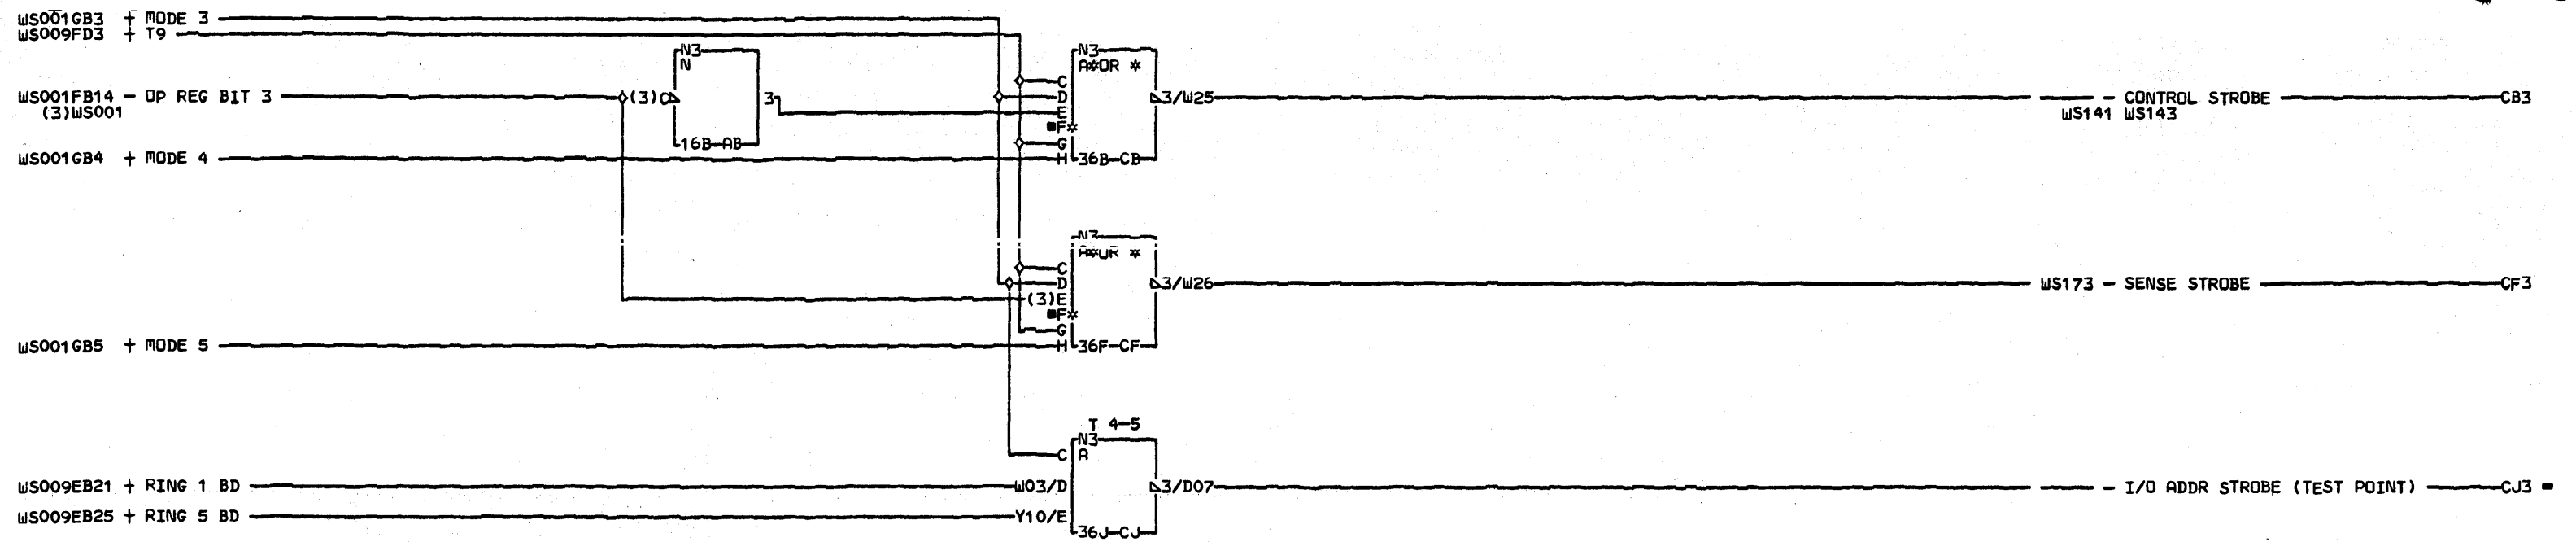 WS001GB3 + MODE 3
WS009FD3 + T9
N3
N
N3
A*OR *
C
WS001FB14 - OP REG BIT 3
(3)C
3
D
3/W25
- CONTROL STROBE
CB3
(3)WS001
E
WS141 WS143
F*
16B AB
G
WS001GB4 + MODE 4
H
36B CB
N3
A*OR *
C
D
3/W26
WS173 - SENSE STROBE
CF3
(3)E
F*
G
WS001GB5 + MODE 5
H
36F CF
T 4-5
N3
C
A
WS009EB21 + RING 1 BD
W03/D
3/D07
- I/O ADDR STROBE (TEST POINT)
CJ3
WS009EB25 + RING 5 BD
Y10/E
36J CJ